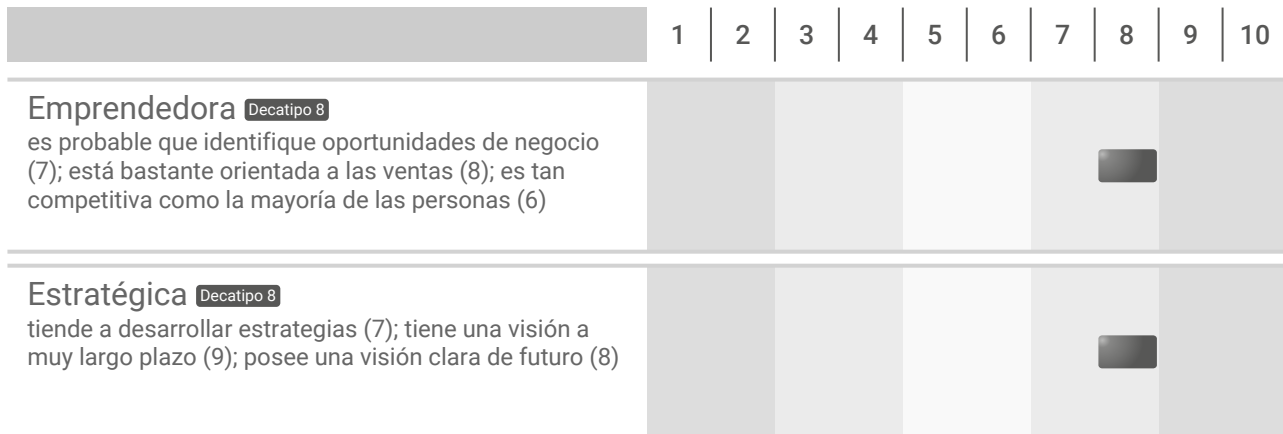 1 2 3 4 5 6 7 8 9 10
Emprendedora Decatipo 8
es probable que identifique oportunidades de negocio
(7); está bastante orientada a las ventas (8); es tan
competitiva como la mayoría de las personas (6)
Estratégica Decatipo 8
tiende a desarrollar estrategias (7); tiene una visión a
muy largo plazo (9); posee una visión clara de futuro (8)